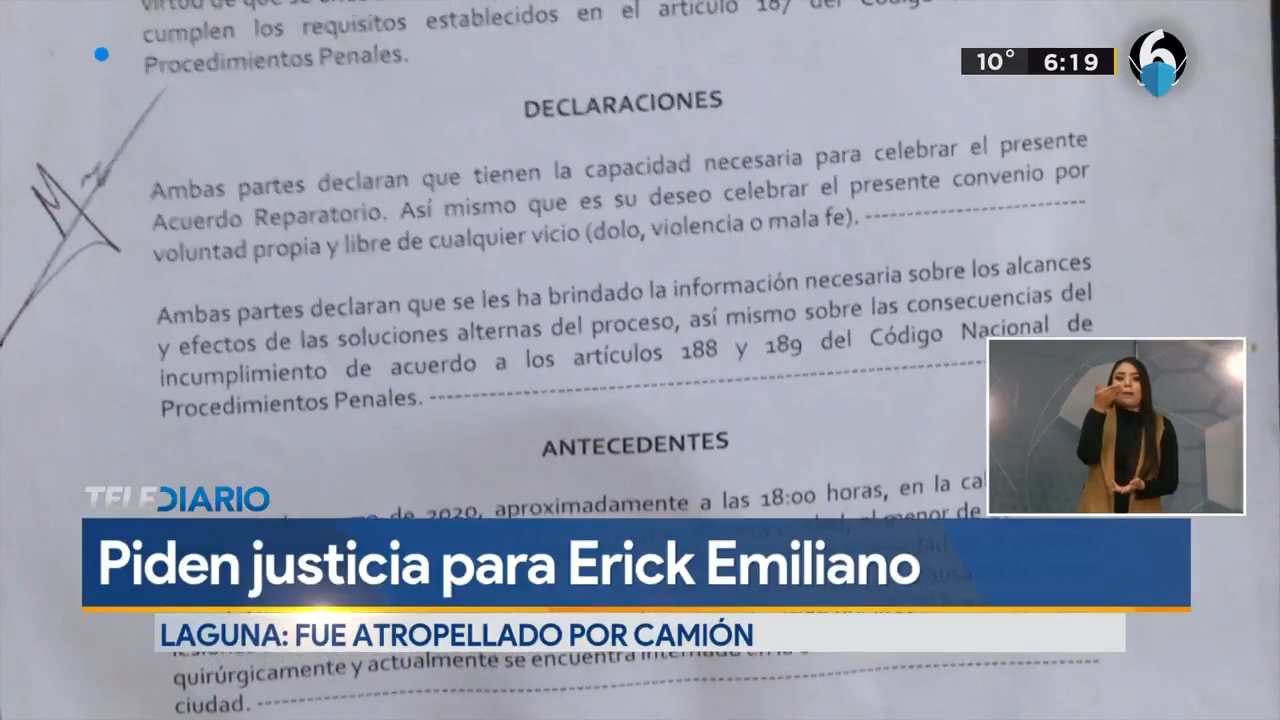 cumplen los requisitos establecidos en el artículo 187 del Código
Procedimientos Penales.
10° 6:19
6
DECLARACIONES
Ambas partes declaran que tienen la capacidad necesaria para celebrar el presente
Acuerdo Reparatorio. Así mismo que es su deseo celebrar el presente convenio por
voluntad propia y libre de cualquier vicio (dolo, violencia o mala fe). --------------------
Ambas partes declaran que se les ha brindado la información necesaria sobre los alcances
y efectos de las soluciones alternas del proceso, así mismo sobre las consecuencias del
incumplimiento de acuerdo a los artículos 188 y 189 del Código Nacional de
Procedimientos Penales. --------------------
ANTECEDENTES
de 2020, aproximadamente a las 18:00 horas, en la
menor de
TELEDIARIO
Piden justicia para Erick Emiliano
LAGUNA: FUE ATROPELLADO POR CAMIÓN
quirúrgicamente y actualmente se encuentra
ciudad. --------------------